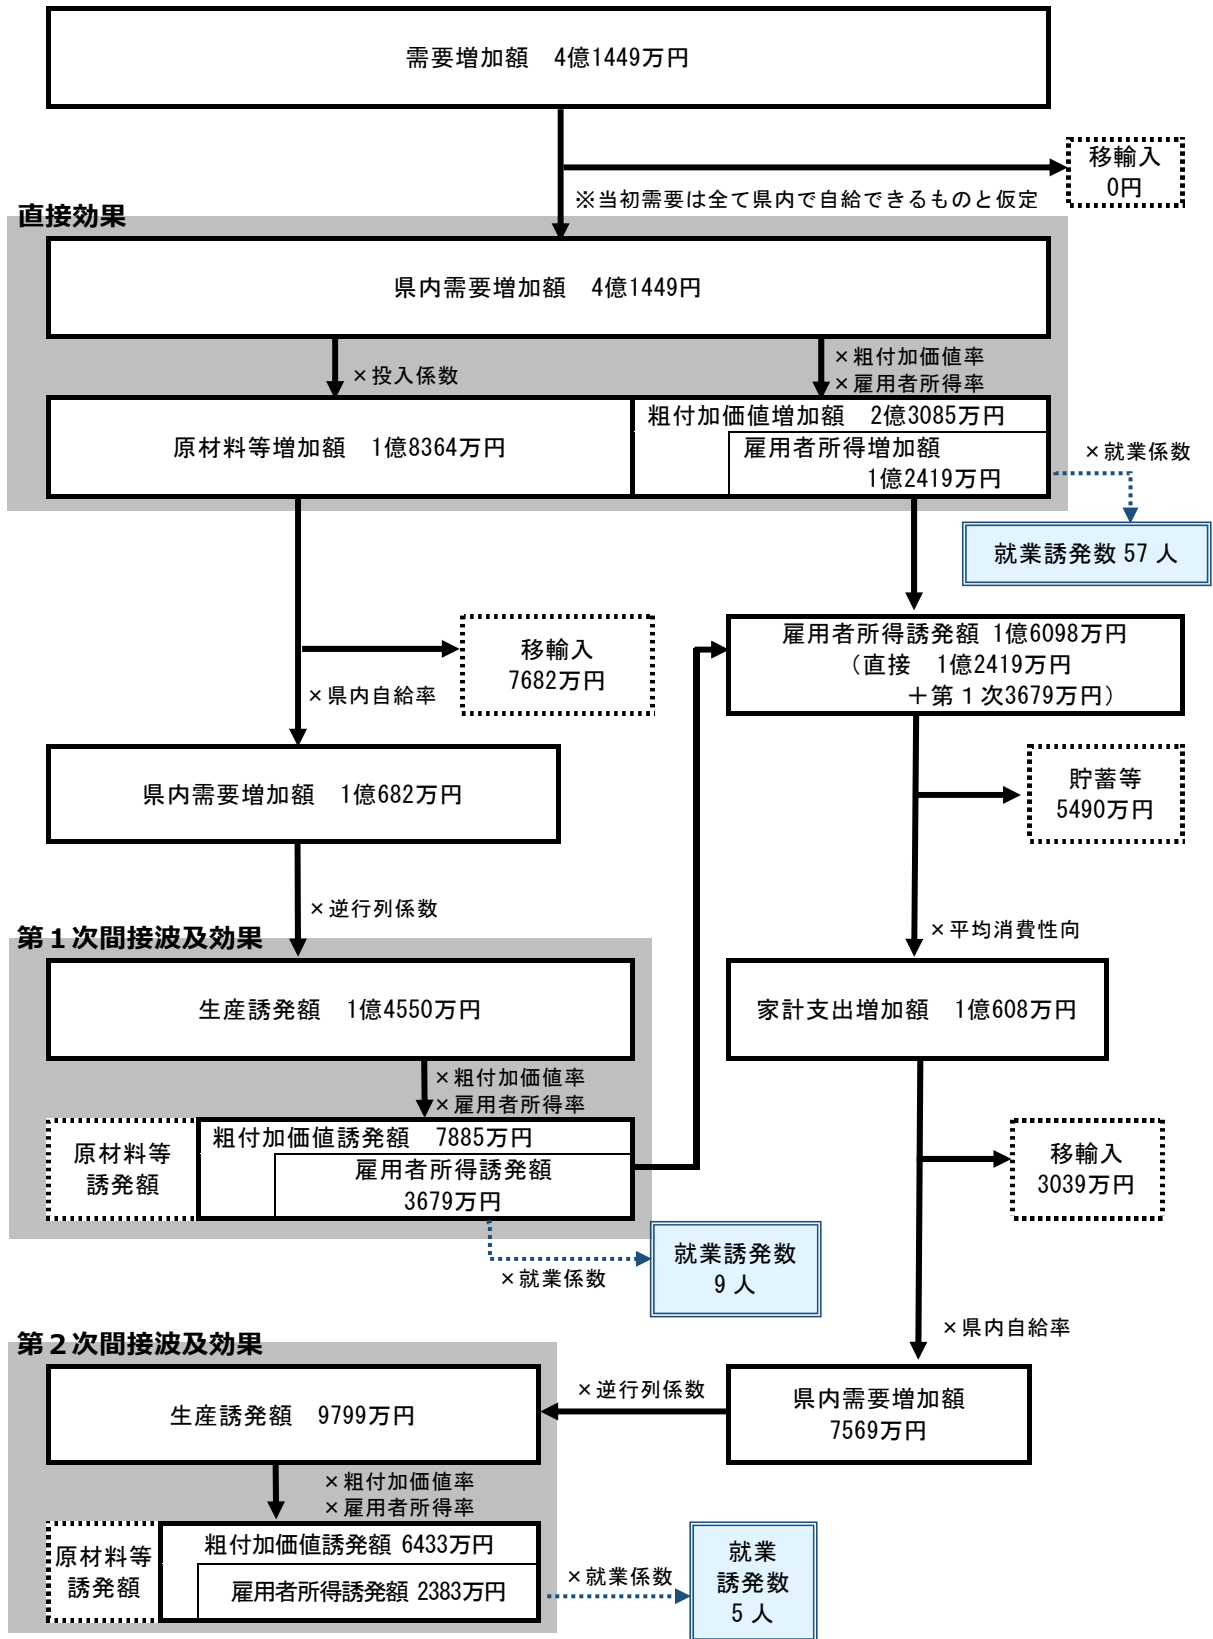 需要増加額　4億1449万円
移輸入
0円
※当初需要は全て県内で自給できるものと仮定
直接効果
県内需要増加額　4億1449円
×投入係数
×粗付加価値率
×雇用者所得率
原材料等増加額　1億8364万円
粗付加価値増加額　2億3085万円
雇用者所得増加額
1億2419万円
×就業係数
就業誘発数 57 人
移輸入
7682万円
×県内自給率
雇用者所得誘発額 1億6098万円
（直接　1億2419万円
＋第１次3679万円）
県内需要増加額　1億682万円
貯蓄等
5490万円
×逆行列係数
×平均消費性向
第１次間接波及効果
生産誘発額　1億4550万円
家計支出増加額　1億608万円
×粗付加価値率
×雇用者所得率
原材料等
誘発額
粗付加価値誘発額　7885万円
雇用者所得誘発額
3679万円
移輸入
3039万円
×就業係数
就業誘発数
9 人
×県内自給率
第２次間接波及効果
生産誘発額　9799万円
×逆行列係数
県内需要増加額
7569万円
×粗付加価値率
×雇用者所得率
原材料等
誘発額
粗付加価値誘発額 6433万円
雇用者所得誘発額 2383万円
×就業係数
就業
誘発数
5 人